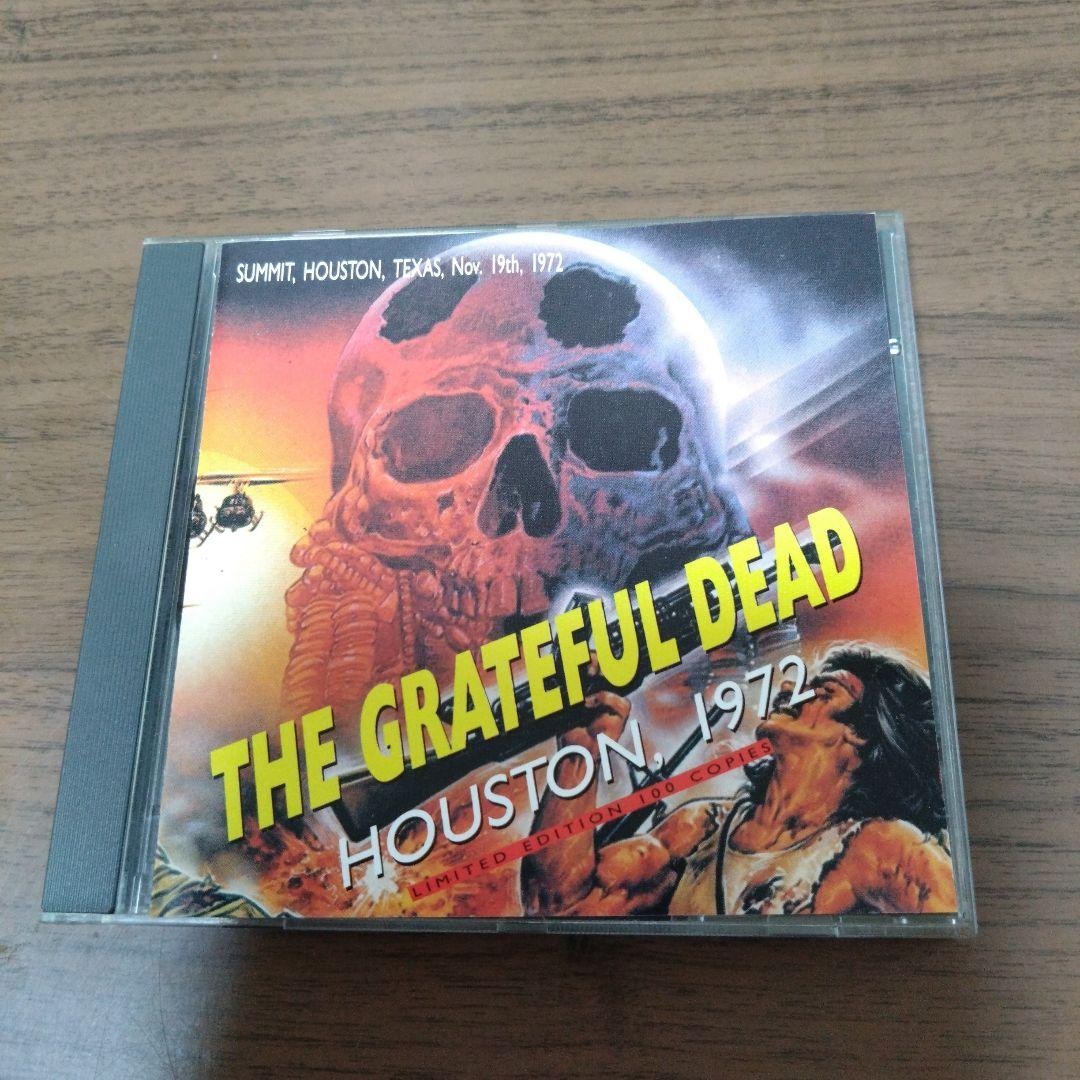 SUMMIT, HOUSTON, TEXAS, Nov. 19th, 1972
THE GRATEFUL DEAD
HOUSTON, 1972
LIMITED EDITION 100 COPIES